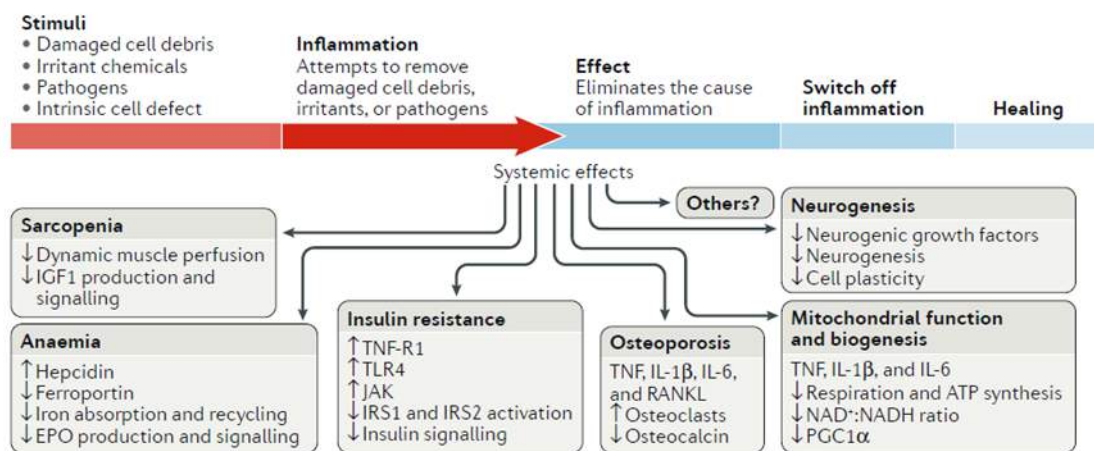 Stimuli
• Damaged cell debris
• Irritant chemicals
• Pathogens
• Intrinsic cell defect
Inflammation
Attempts to remove
damaged cell debris,
irritants, or pathogens
Effect
Eliminates the cause
of inflammation
Switch off
inflammation
Healing
Systemic effects
Others?
Sarcopenia
↓Dynamic muscle perfusion
↓IGF1 production and
signalling
Neurogenesis
↓Neurogenic growth factors
↓Neurogenesis
↓Cell plasticity
Anaemia
↑Hepcidin
↓Ferroportin
↓Iron absorption and recycling
↓EPO production and signalling
Insulin resistance
↑TNF-R1
↑TLR4
↑JAK
↓IRS1 and IRS2 activation
↓Insulin signalling
Osteoporosis
TNF, IL-1β, IL-6,
and RANKL
↑Osteoclasts
↓Osteocalcin
Mitochondrial function
and biogenesis
TNF, IL-1β, and IL-6
↓Respiration and ATP synthesis
↓NAD⁺:NADH ratio
↓PGC1α